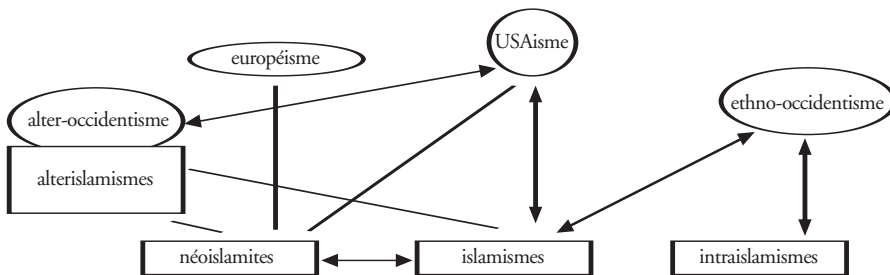 USAisme
européisme
ethno-occidentisme
alter-occidentisme
alterislamismes
néoislamites
islamismes
intraislamismes